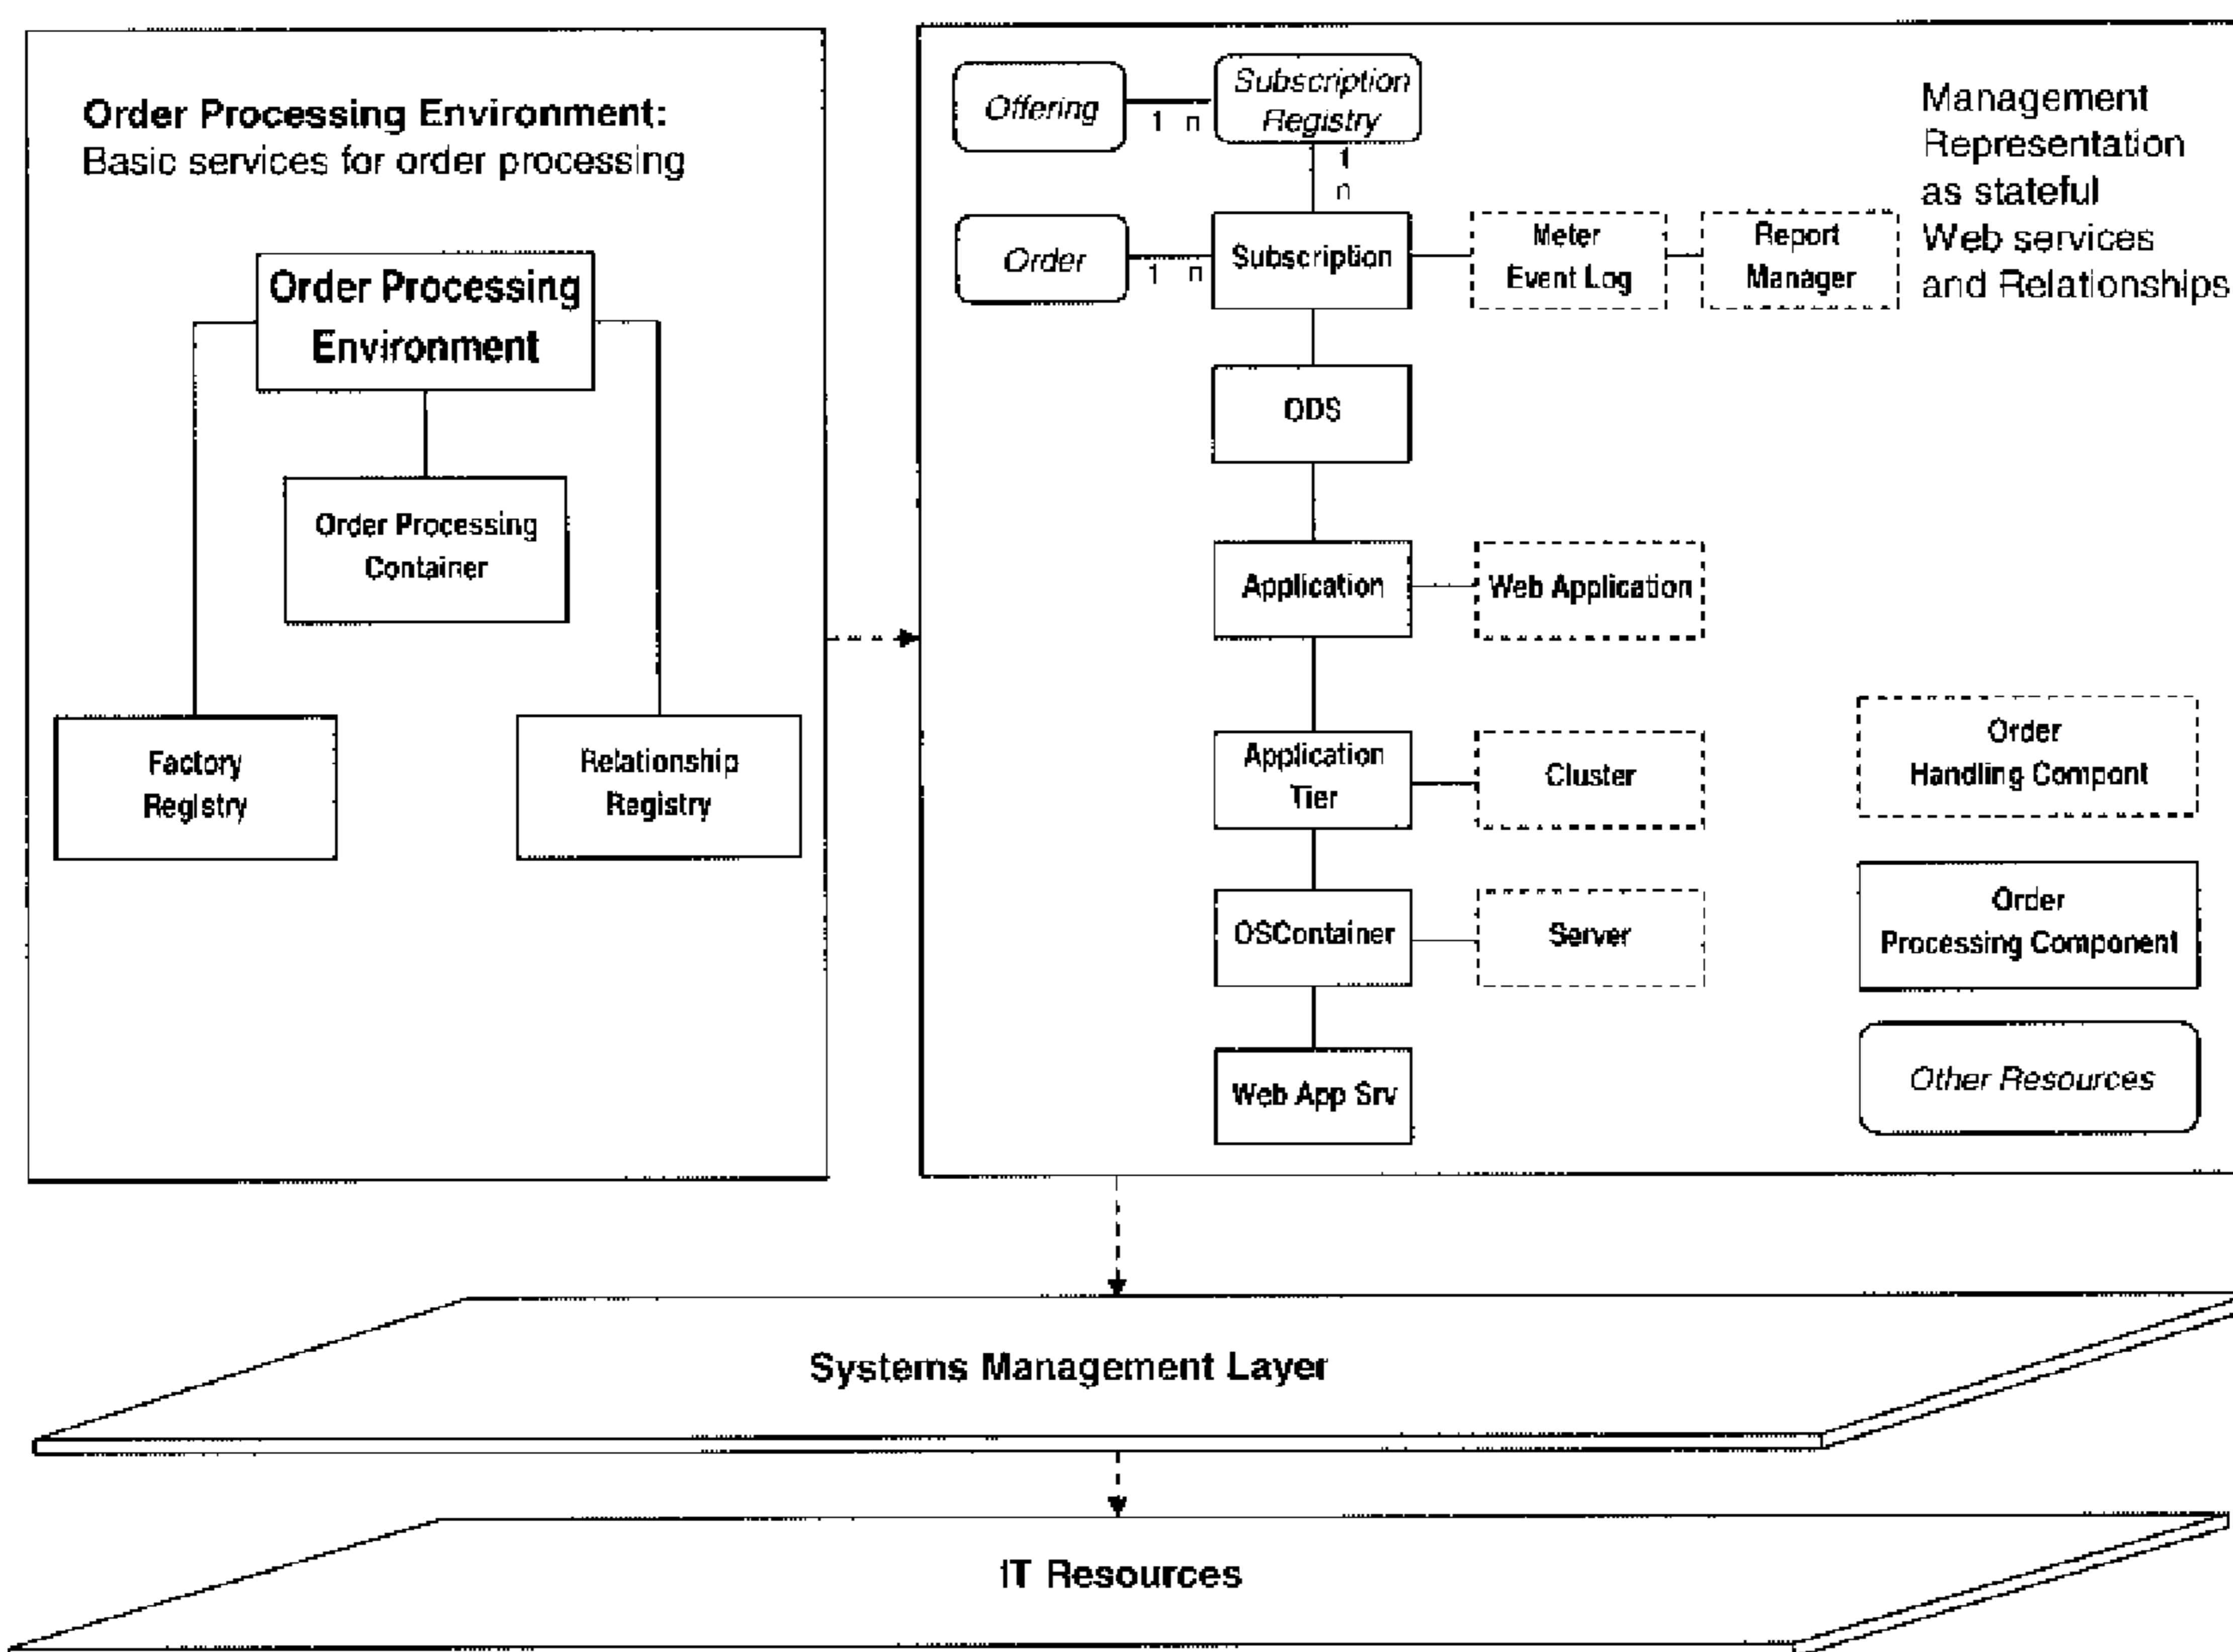 Order Processing Environment:
Basic services for order processing
Order Processing
Environment
Order Processing
Container
Factory
Registry
Relationship
Registry
Offering
1 n
Subscription
Registry
1
n
Order
1 n
Subscription
Meter
Event Log
Report
Manager
Management
Representation
as stateful
Web services
and Relationships
ODS
Application
Web Application
Application
Tier
Cluster
OSContainer
Server
Web App Srv
Order
Handling Compont
Order
Processing Component
Other Resources
Systems Management Layer
IT Resources